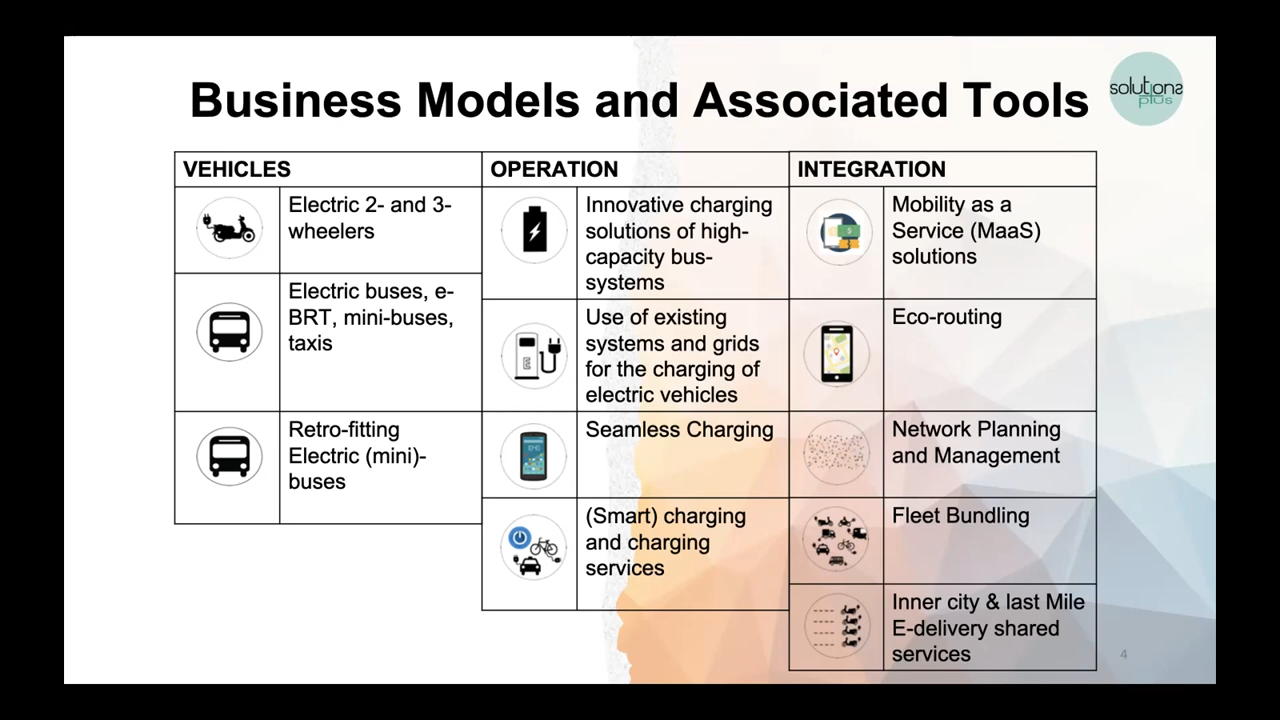 Business Models and Associated Tools
solutions
plus
VEHICLES
Electric 2- and 3-
wheelers
Electric buses, e-
BRT, mini-buses,
taxis
Retro-fitting
Electric (mini)-
buses
OPERATION
Innovative charging
solutions of high-
capacity bus-
systems
Use of existing
systems and grids
for the charging of
electric vehicles
Seamless Charging
(Smart) charging
and charging
services
INTEGRATION
Mobility as a
Service (MaaS)
solutions
Eco-routing
Network Planning
and Management
Fleet Bundling
Inner city & last Mile
E-delivery shared
services
4